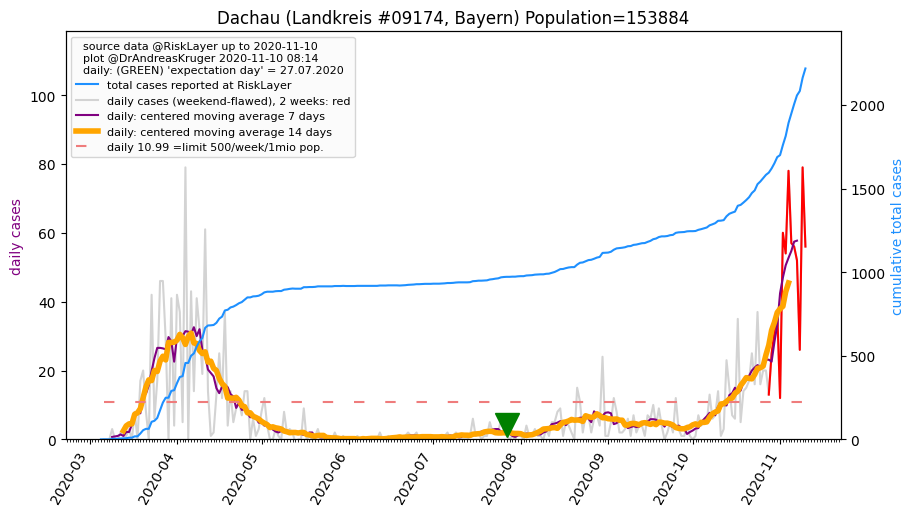 Dachau (Landkreis #09174, Bayern) Population=153884
source data @RiskLayer up to 2020-11-10
plot @DrAndreasKruger 2020-11-10 08:14
daily: (GREEN) 'expectation day' = 27.07.2020
total cases reported at RiskLayer
daily cases (weekend-flawed), 2 weeks: red
daily: centered moving average 7 days
daily: centered moving average 14 days
daily 10.99 =limit 500/week/1mio pop.
daily cases
100
80
60
40
20
0
cumulative total cases
2000
1500
1000
500
0
2020-03
2020-04
2020-05
2020-06
2020-07
2020-08
2020-09
2020-10
2020-11